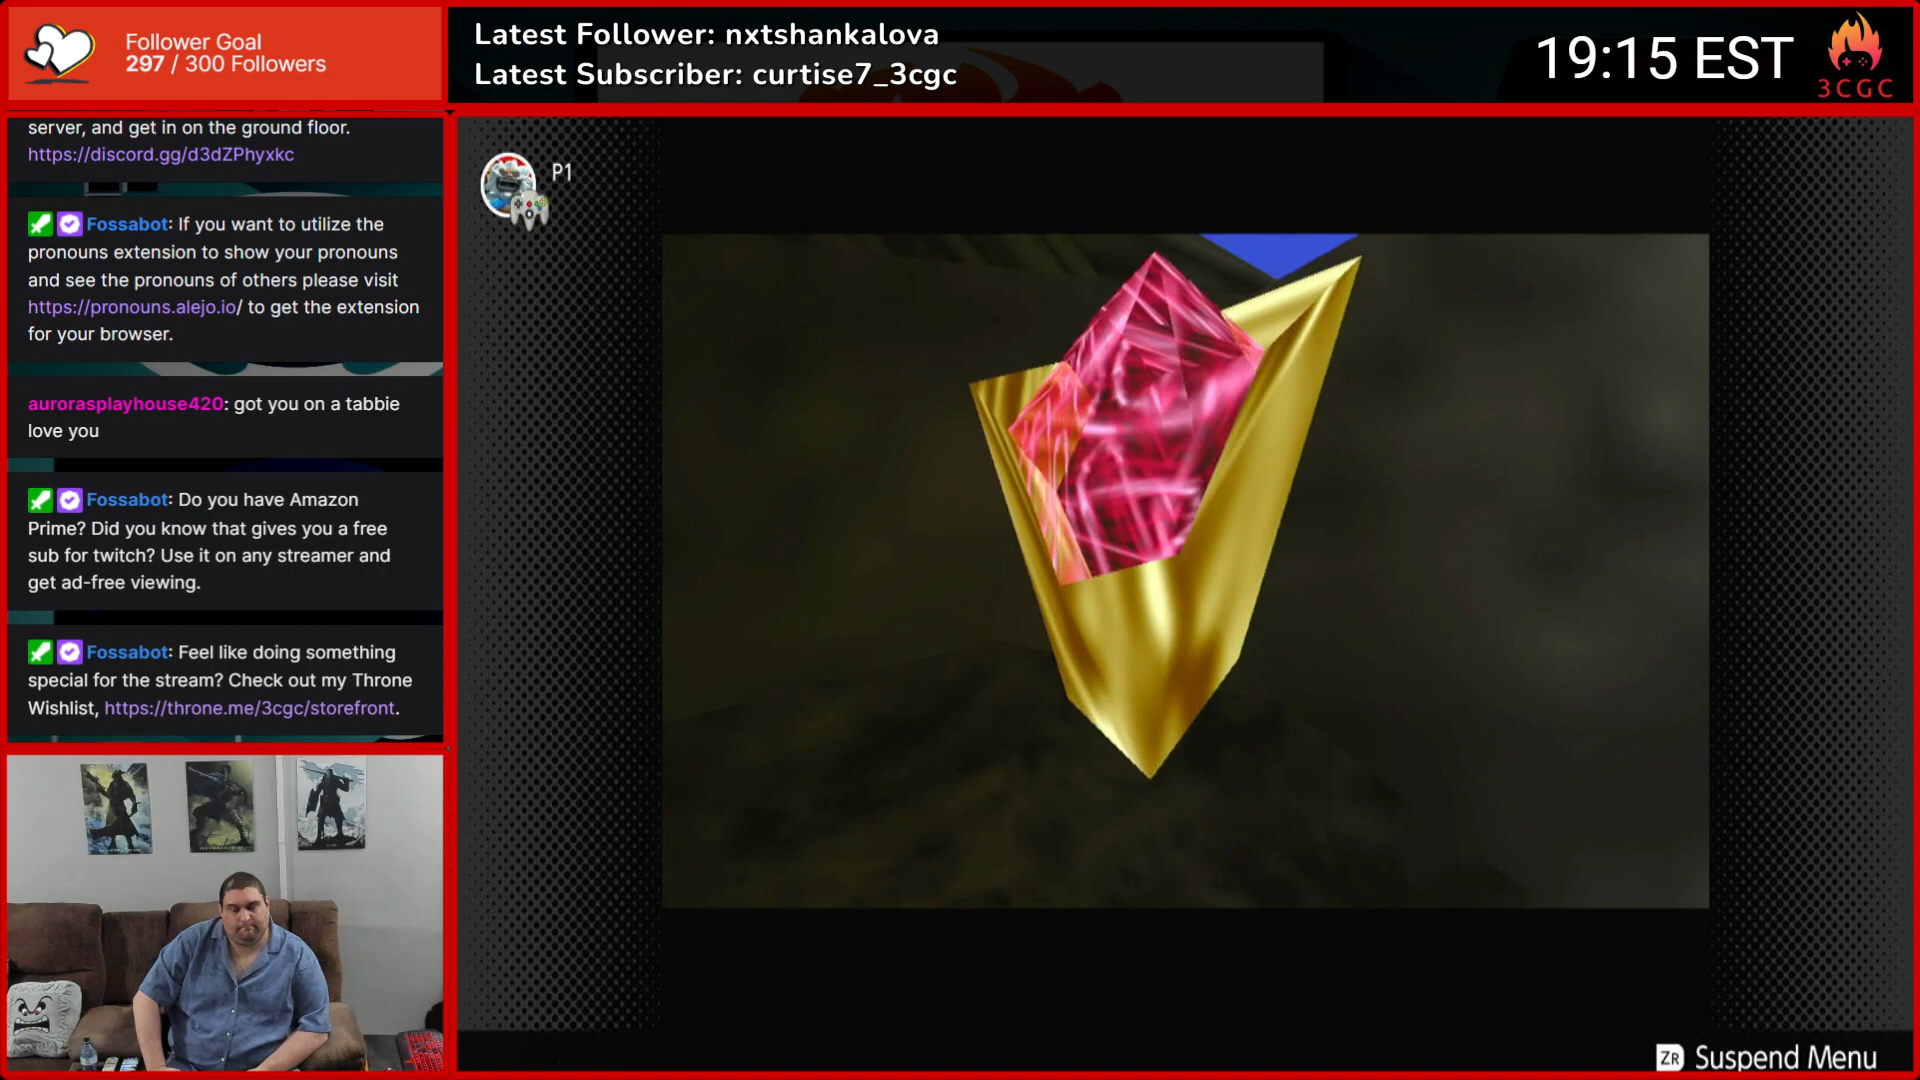 Follower Goal
297 / 300 Followers
Latest Follower: nxtshankalova
Latest Subscriber: curtise7_3cgc
19:15 EST
3CGC
server, and get in on the ground floor.
https://discord.gg/d3dZPhyxkc
Fossabot: If you want to utilize the
pronouns extension to show your pronouns
and see the pronouns of others please visit
https://pronouns.alejo.io/ to get the extension
for your browser.
aurorasplayhouse420: got you on a tabbie
love you
Fossabot: Do you have Amazon
Prime? Did you know that gives you a free
sub for twitch? Use it on any streamer and
get ad-free viewing.
Fossabot: Feel like doing something
special for the stream? Check out my Throne
Wishlist, https://throne.me/3cgc/storefront.
P1
ZR Suspend Menu